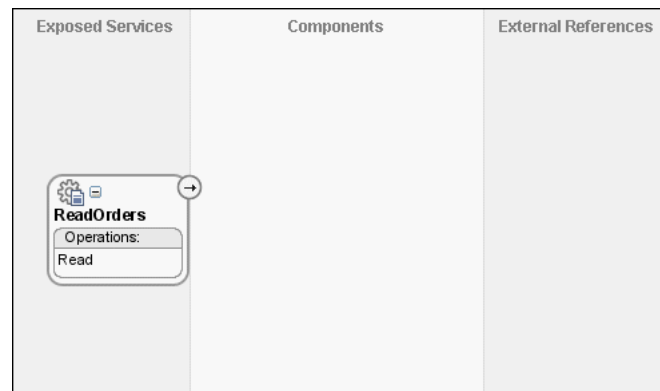 Exposed Services
Components
External References
ReadOrders
Operations:
Read